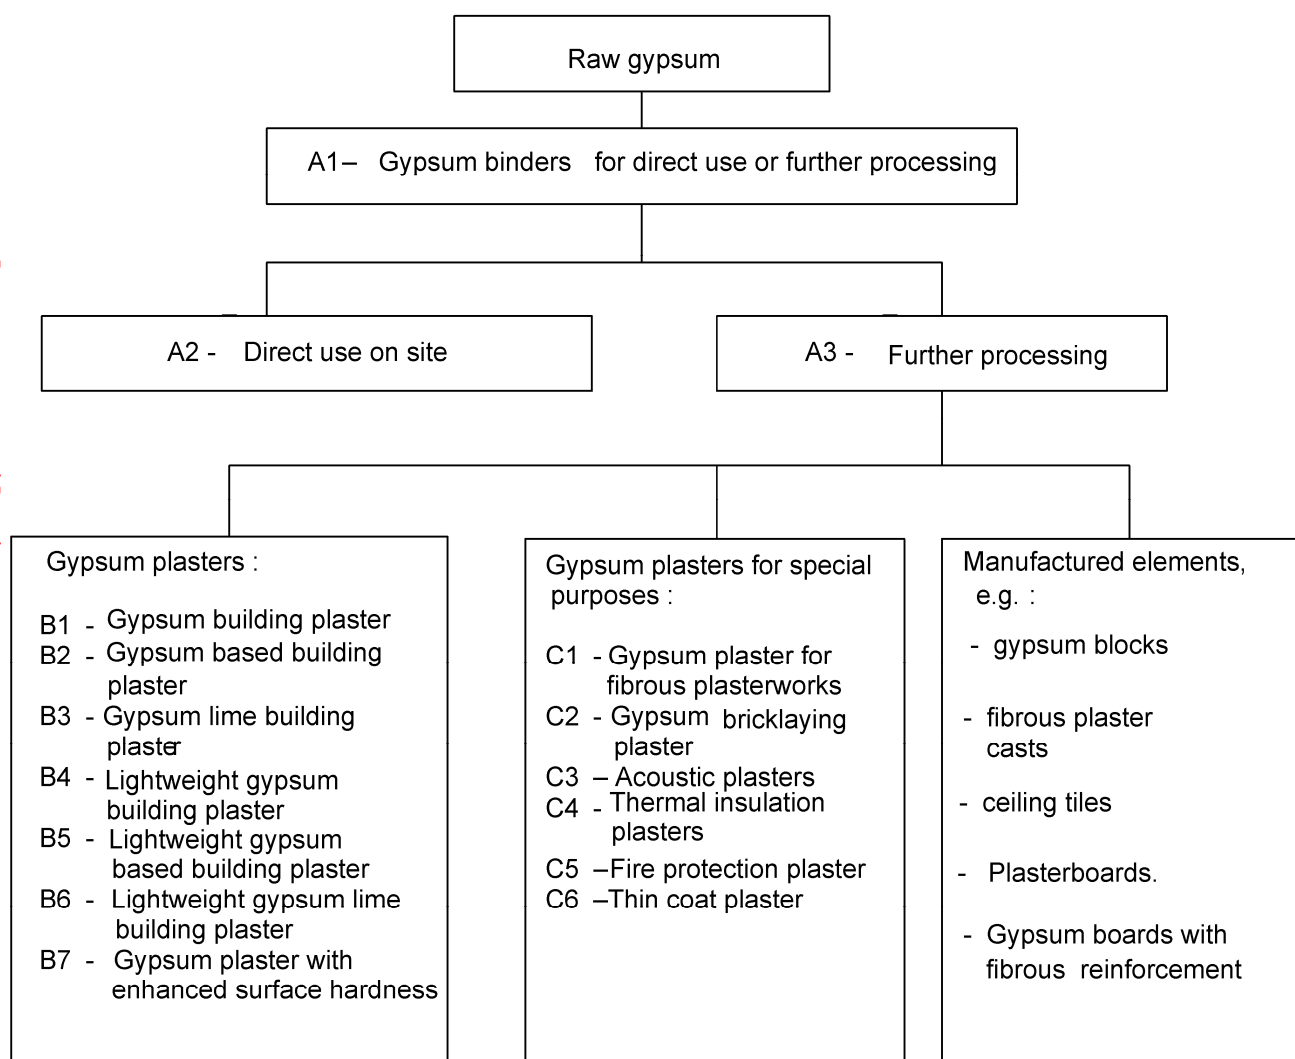 Raw gypsum
A1– Gypsum binders for direct use or further processing
A2 - Direct use on site
A3 - Further processing
Gypsum plasters :
B1 - Gypsum building plaster
B2 - Gypsum based building
plaster
B3 - Gypsum lime building
plaster
B4 - Lightweight gypsum
building plaster
B5 - Lightweight gypsum
based building plaster
B6 - Lightweight gypsum lime
building plaster
B7 - Gypsum plaster with
enhanced surface hardness
Gypsum plasters for special
purposes :
C1 - Gypsum plaster for
fibrous plasterworks
C2 - Gypsum bricklaying
plaster
C3 – Acoustic plasters
C4 - Thermal insulation
plasters
C5 –Fire protection plaster
C6 –Thin coat plaster
Manufactured elements,
e.g. :
- gypsum blocks
- fibrous plaster
casts
- ceiling tiles
- Plasterboards.
- Gypsum boards with
fibrous reinforcement